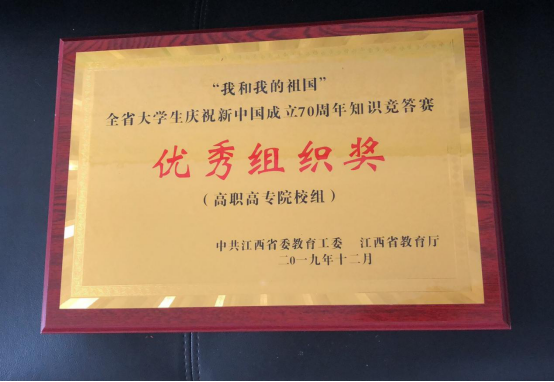 “我和我的祖国”
全省大学生庆祝新中国成立70周年知识竞答赛
优秀组织奖
（高职高专院校组）
中共江西省委教育工委 江西省教育厅
二〇一九年十二月